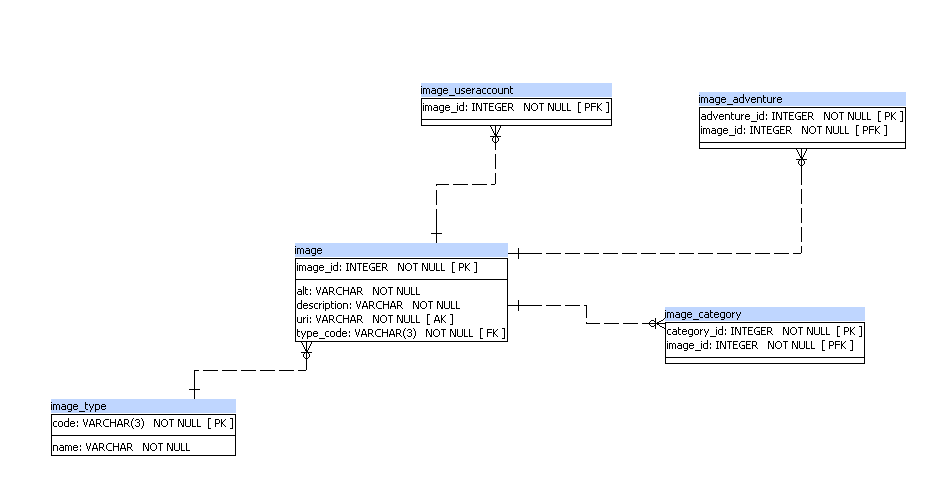 image_useraccount
image_id: INTEGER NOT NULL [ PFK ]
image_adventure
adventure_id: INTEGER NOT NULL [ PK ]
image_id: INTEGER NOT NULL [ PFK ]
image
image_id: INTEGER NOT NULL [ PK ]
alt: VARCHAR NOT NULL
description: VARCHAR NOT NULL
uri: VARCHAR NOT NULL [ AK ]
type_code: VARCHAR(3) NOT NULL [ FK ]
image_category
category_id: INTEGER NOT NULL [ PK ]
image_id: INTEGER NOT NULL [ PFK ]
image_type
code: VARCHAR(3) NOT NULL [ PK ]
name: VARCHAR NOT NULL